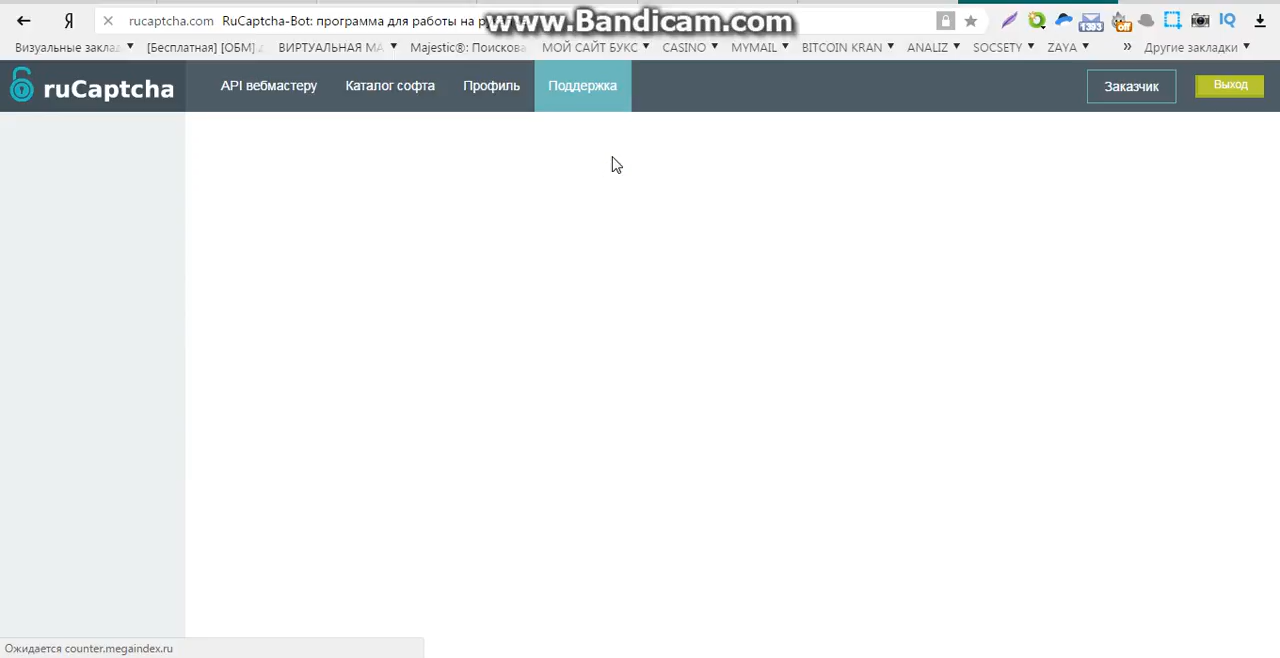 Я rucaptcha.com RuCaptcha-Bot: программа для работы на р
www.Bandicam.com
Визуальные заклад [Бесплатная] [ОБМ] ВИРТУАЛЬНАЯ МА Majestic®: Поискова МОЙ САЙТ БУКС CASINO MYMAIL BITCOIN KRAN ANALIZ SOCSETY ZAYA » Другие закладки
ruCaptcha API вебмастеру Каталог софта Профиль Поддержка Заказчик Выход
Ожидается counter.megaindex.ru